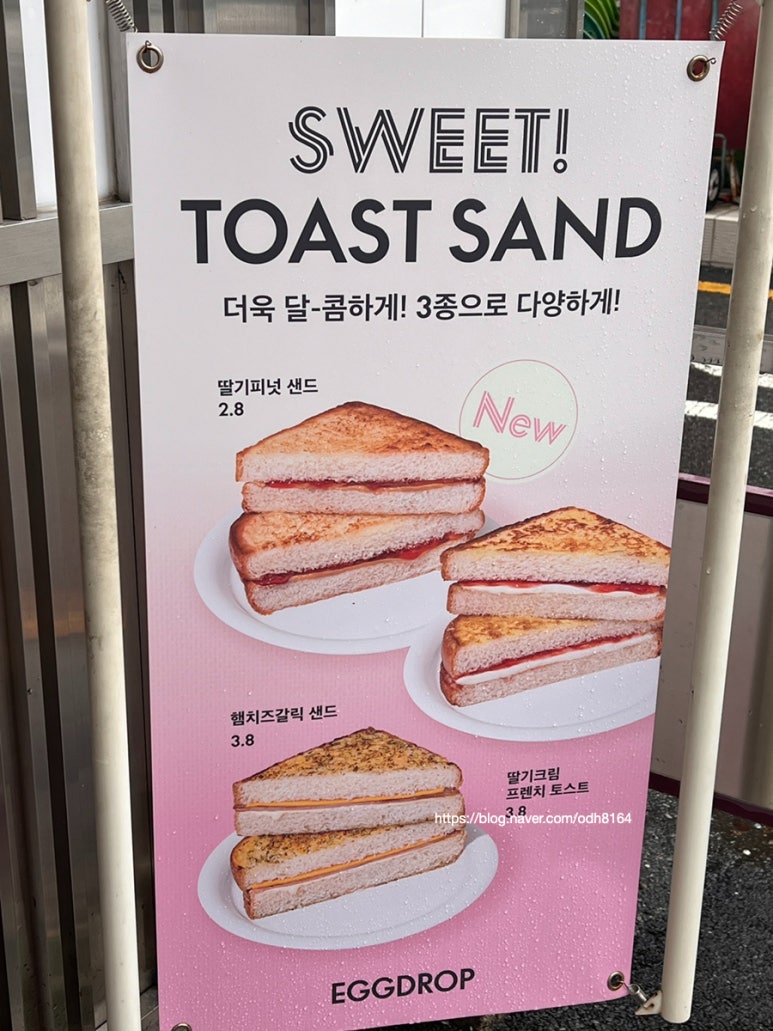 SWEET!
TOAST SAND
더욱 달-콤하게! 3종으로 다양하게!
딸기피넛 샌드
2.8
New
햄치즈갈릭 샌드
3.8
딸기크림
프렌치 토스트
3.8
https://blog.naver.com/odh8164
EGGDROP